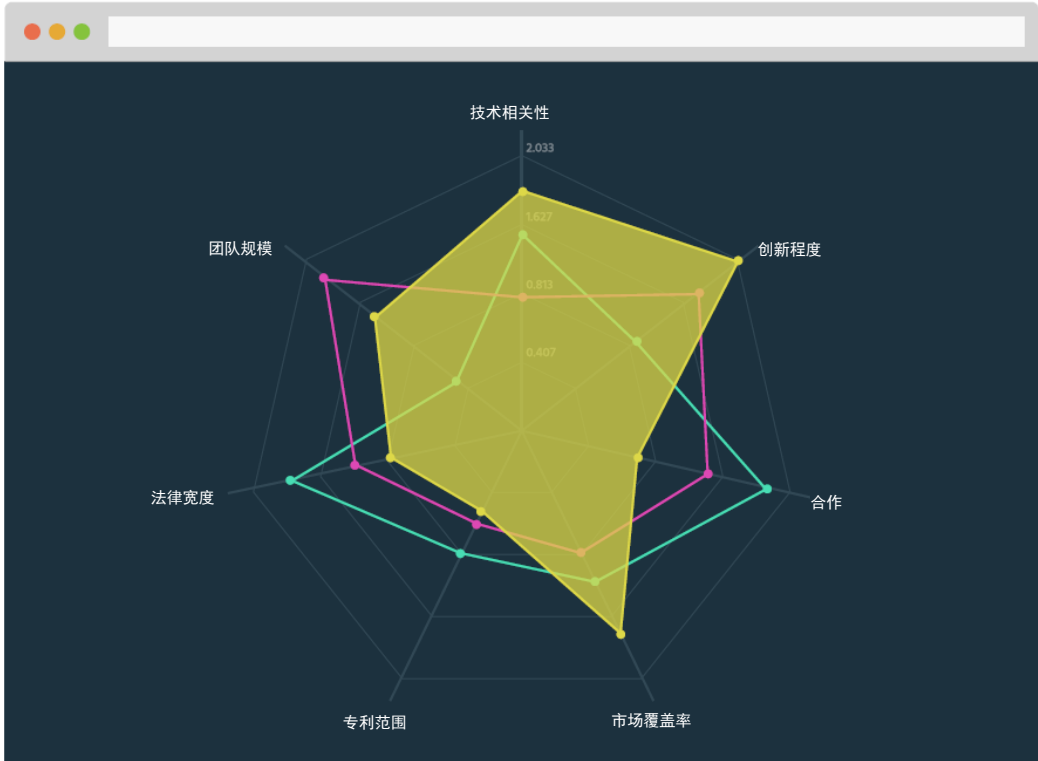 技术相关性
2.033
1.627
0.813
0.407
创新程度
团队规模
法律宽度
合作
专利范围
市场覆盖率